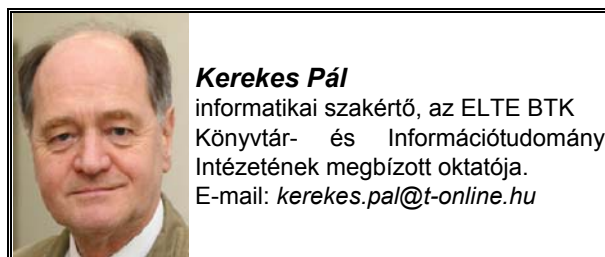 Kerekes Pál
informatikai szakértő, az ELTE BTK
Könyvtár- és Információtudomány
Intézetének megbízott oktatója.
E-mail: kerekes.pal@t-online.hu